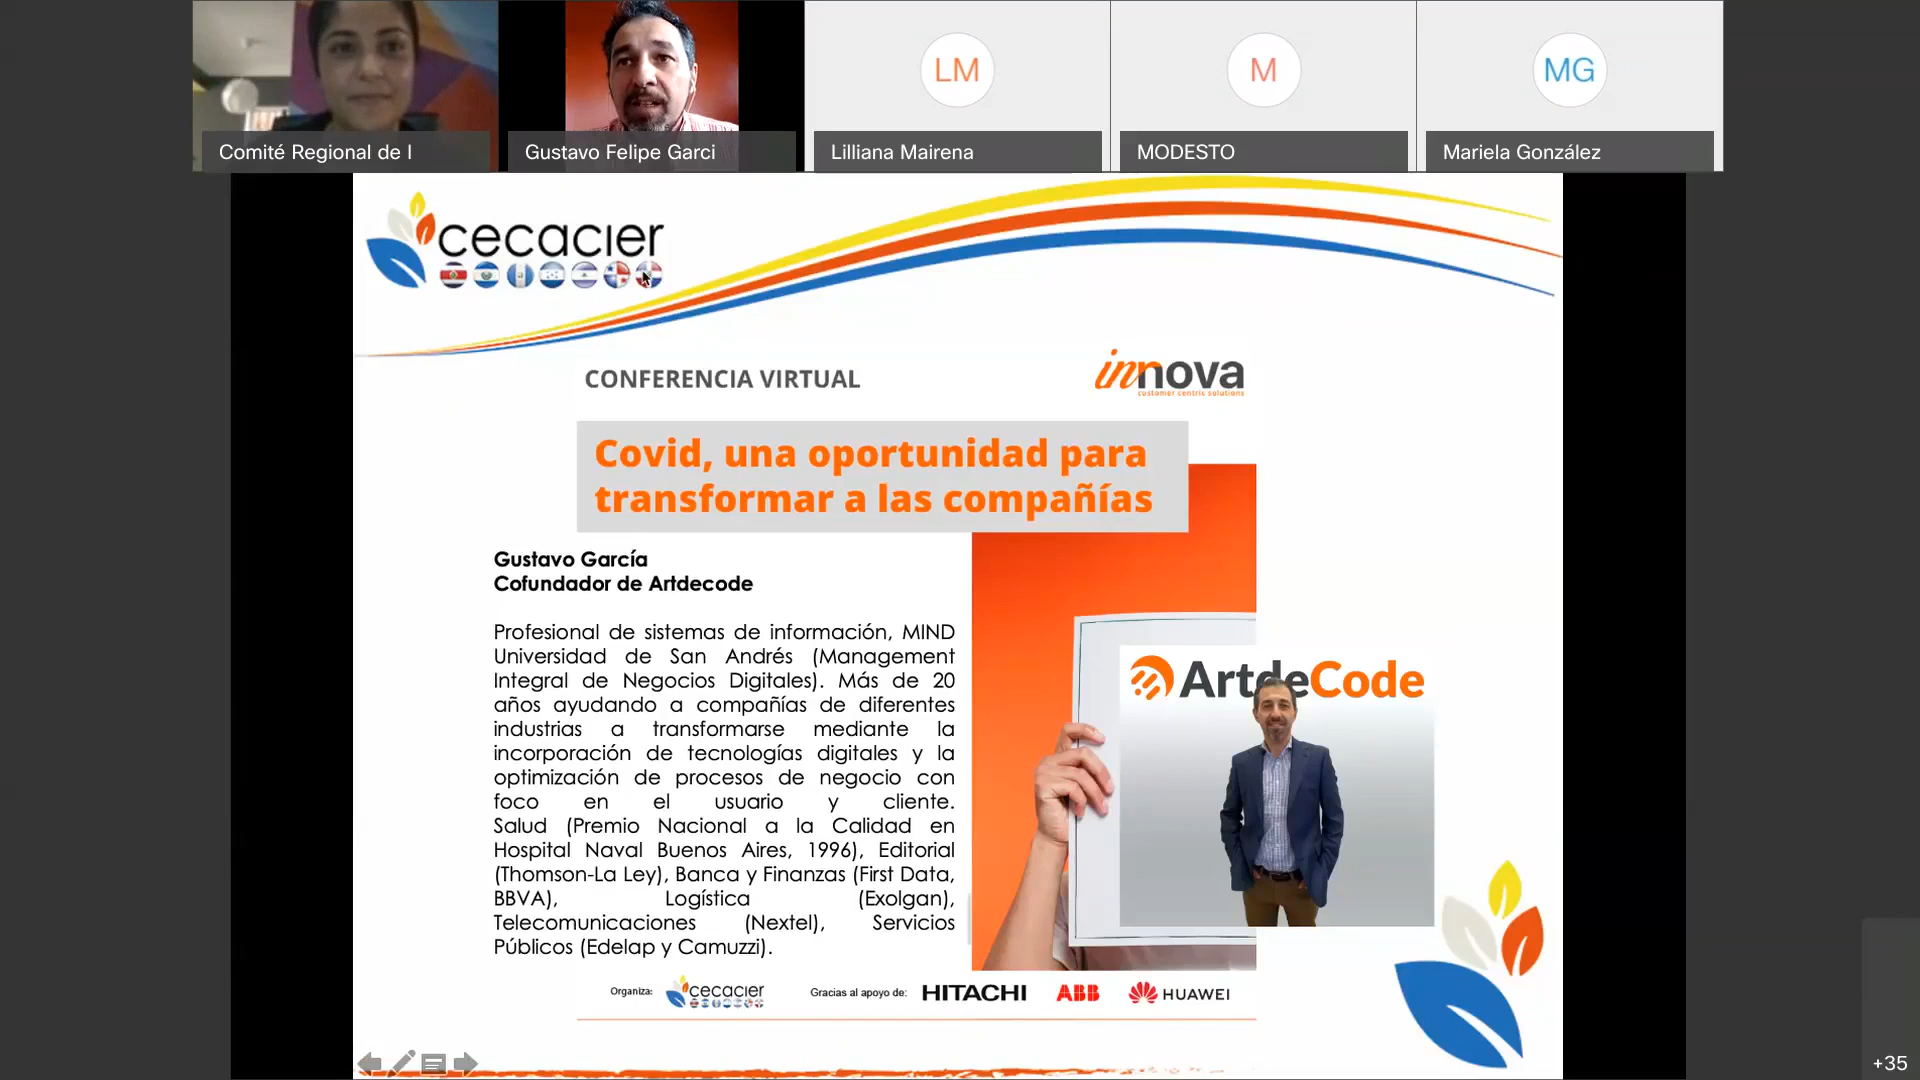 Comité Regional de I
Gustavo Felipe Garci
LM
Lilliana Mairena
M
MODESTO
MG
Mariela González
cecacier
CONFERENCIA VIRTUAL
innova
customer centric solutions
Covid, una oportunidad para
transformar a las compañías
Gustavo García
Cofundador de Artdecode
Profesional de sistemas de información, MIND
Universidad de San Andrés (Management
Integral de Negocios Digitales). Más de 20
años ayudando a compañías de diferentes
industrias a transformarse mediante la
incorporación de tecnologías digitales y la
optimización de procesos de negocio con
foco en el usuario y cliente.
Salud (Premio Nacional a la Calidad en
Hospital Naval Buenos Aires, 1996), Editorial
(Thomson-La Ley), Banca y Finanzas (First Data,
BBVA), Logística (Exolgan),
Telecomunicaciones (Nextel), Servicios
Públicos (Edelap y Camuzzi).
ArtdeCode
Organiza:
cecacier
Gracias al apoyo de:
HITACHI
ABB
HUAWEI
+35